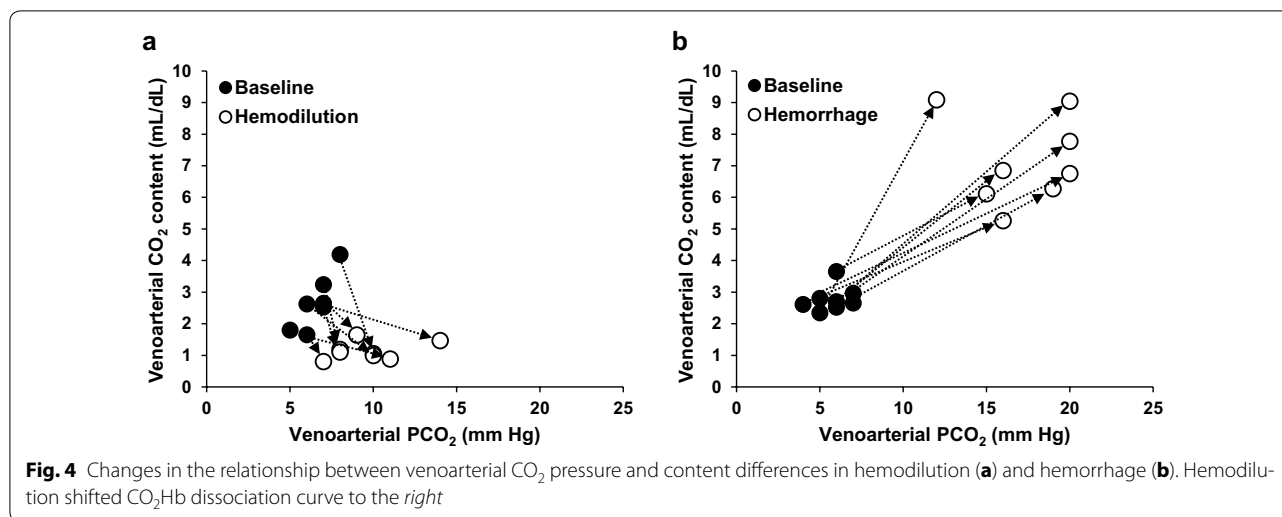 a
b
Baseline
Hemodilution
Venoarterial CO₂ content (mL/dL)
10
9
8
7
6
5
4
3
2
1
0
0 5 10 15 20 25
Venoarterial PCO₂ (mm Hg)
Baseline
Hemorrhage
Venoarterial CO₂ content (mL/dL)
10
9
8
7
6
5
4
3
2
1
0
0 5 10 15 20 25
Venoarterial PCO₂ (mm Hg)
Fig. 4 Changes in the relationship between venoarterial CO₂ pressure and content differences in hemodilution (a) and hemorrhage (b). Hemodilu-
tion shifted CO₂Hb dissociation curve to the right